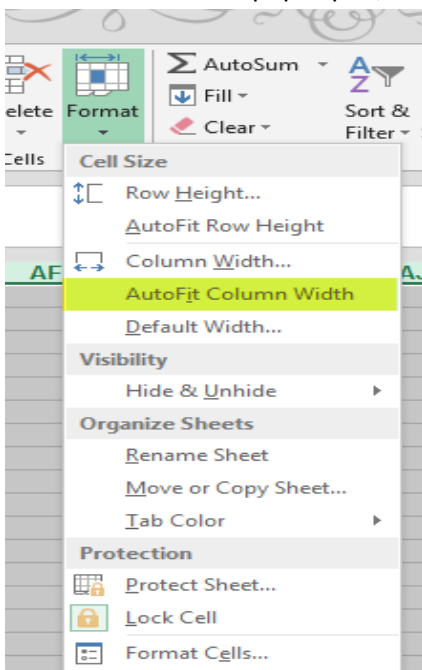 AutoSum
Fill
Clear
Format
Sort &
Filter
Cells
Cell Size
Row Height...
AutoFit Row Height
Column Width...
AF
AutoFit Column Width
Default Width...
Visibility
Hide & Unhide
Organize Sheets
Rename Sheet
Move or Copy Sheet...
Tab Color
Protection
Protect Sheet...
Lock Cell
Format Cells...